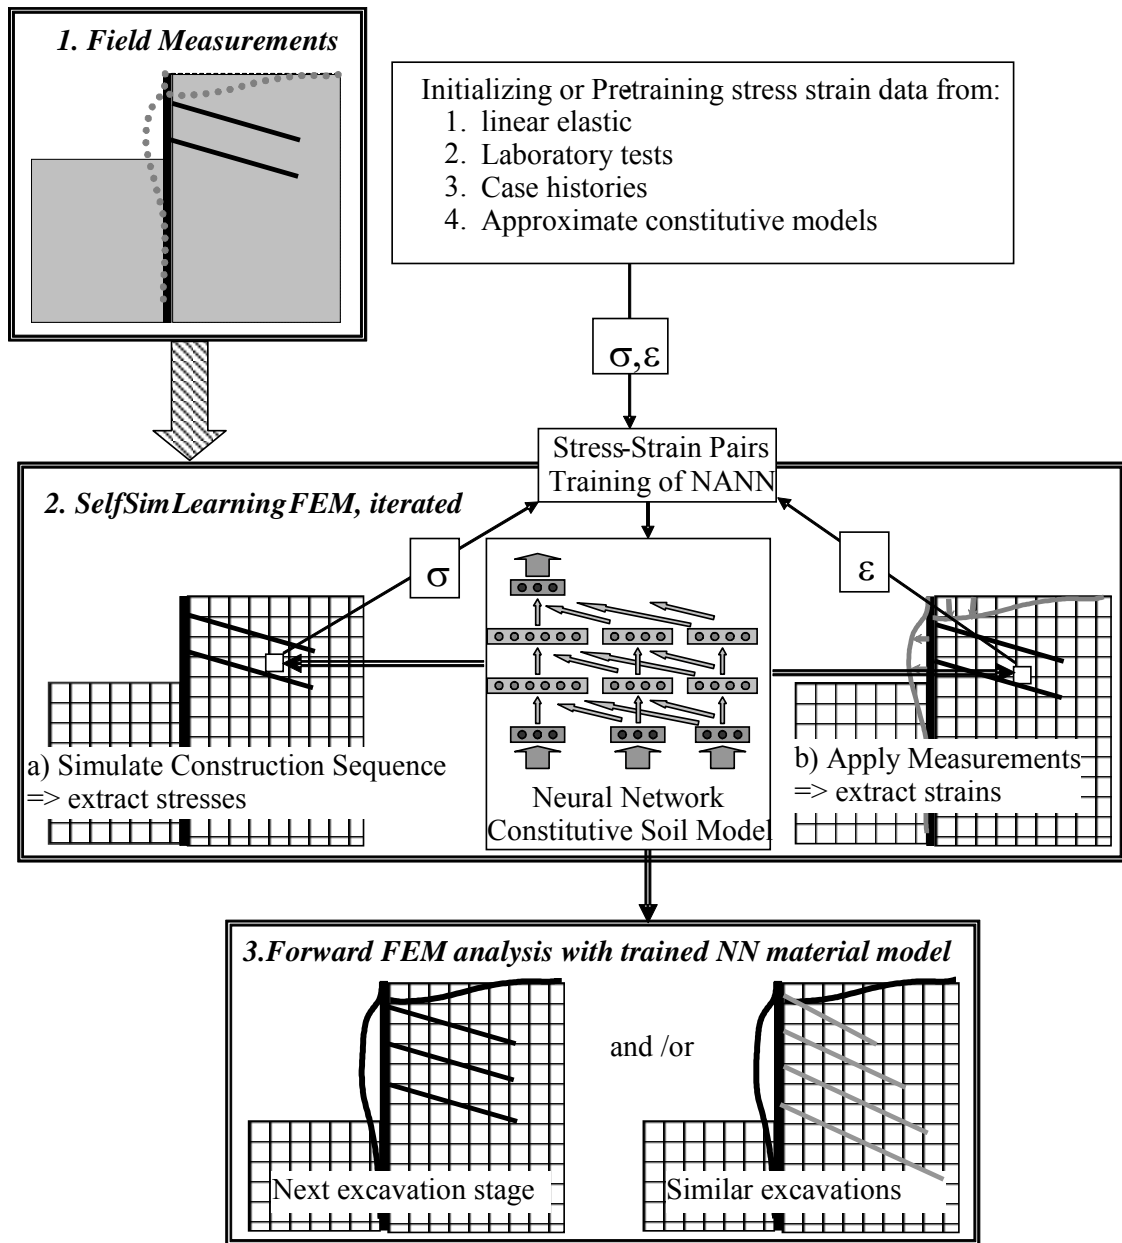 1. Field Measurements
Initializing or Pretraining stress strain data from:
1. linear elastic
2. Laboratory tests
3. Case histories
4. Approximate constitutive models
σ,ε
Stress-Strain Pairs
Training of NANN
2. SelfSim Learning FEM, iterated
σ
ε
a) Simulate Construction Sequence
=> extract stresses
Neural Network
Constitutive Soil Model
b) Apply Measurements
=> extract strains
3.Forward FEM analysis with trained NN material model
and /or
Next excavation stage
Similar excavations